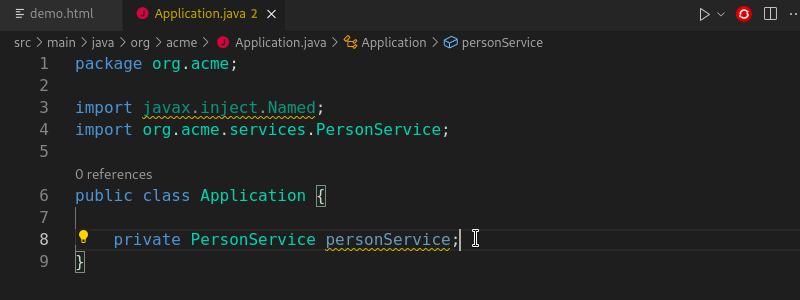 demo.html Application.java 2
src > main > java > org > acme > Application.java > Application > personService
1 package org.acme;
2
3 import javax.inject.Named;
4 import org.acme.services.PersonService;
5
0 references
6 public class Application {
7
8 private PersonService personService;
9 }